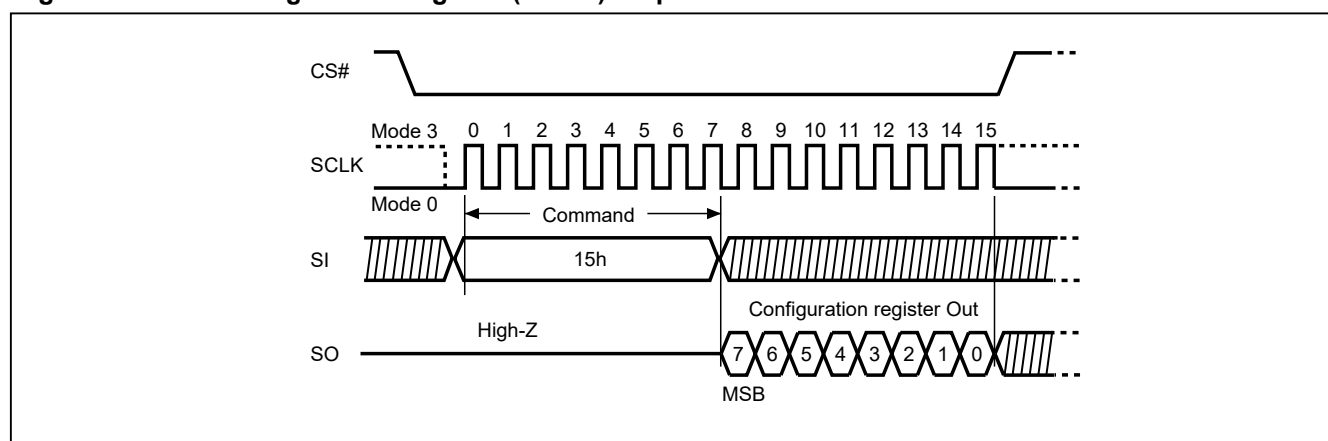 CS#
Mode 3 0 1 2 3 4 5 6 7 8 9 10 11 12 13 14 15
SCLK
Mode 0
Command
SI 15h
Configuration register Out
High-Z
SO 7 6 5 4 3 2 1 0
MSB